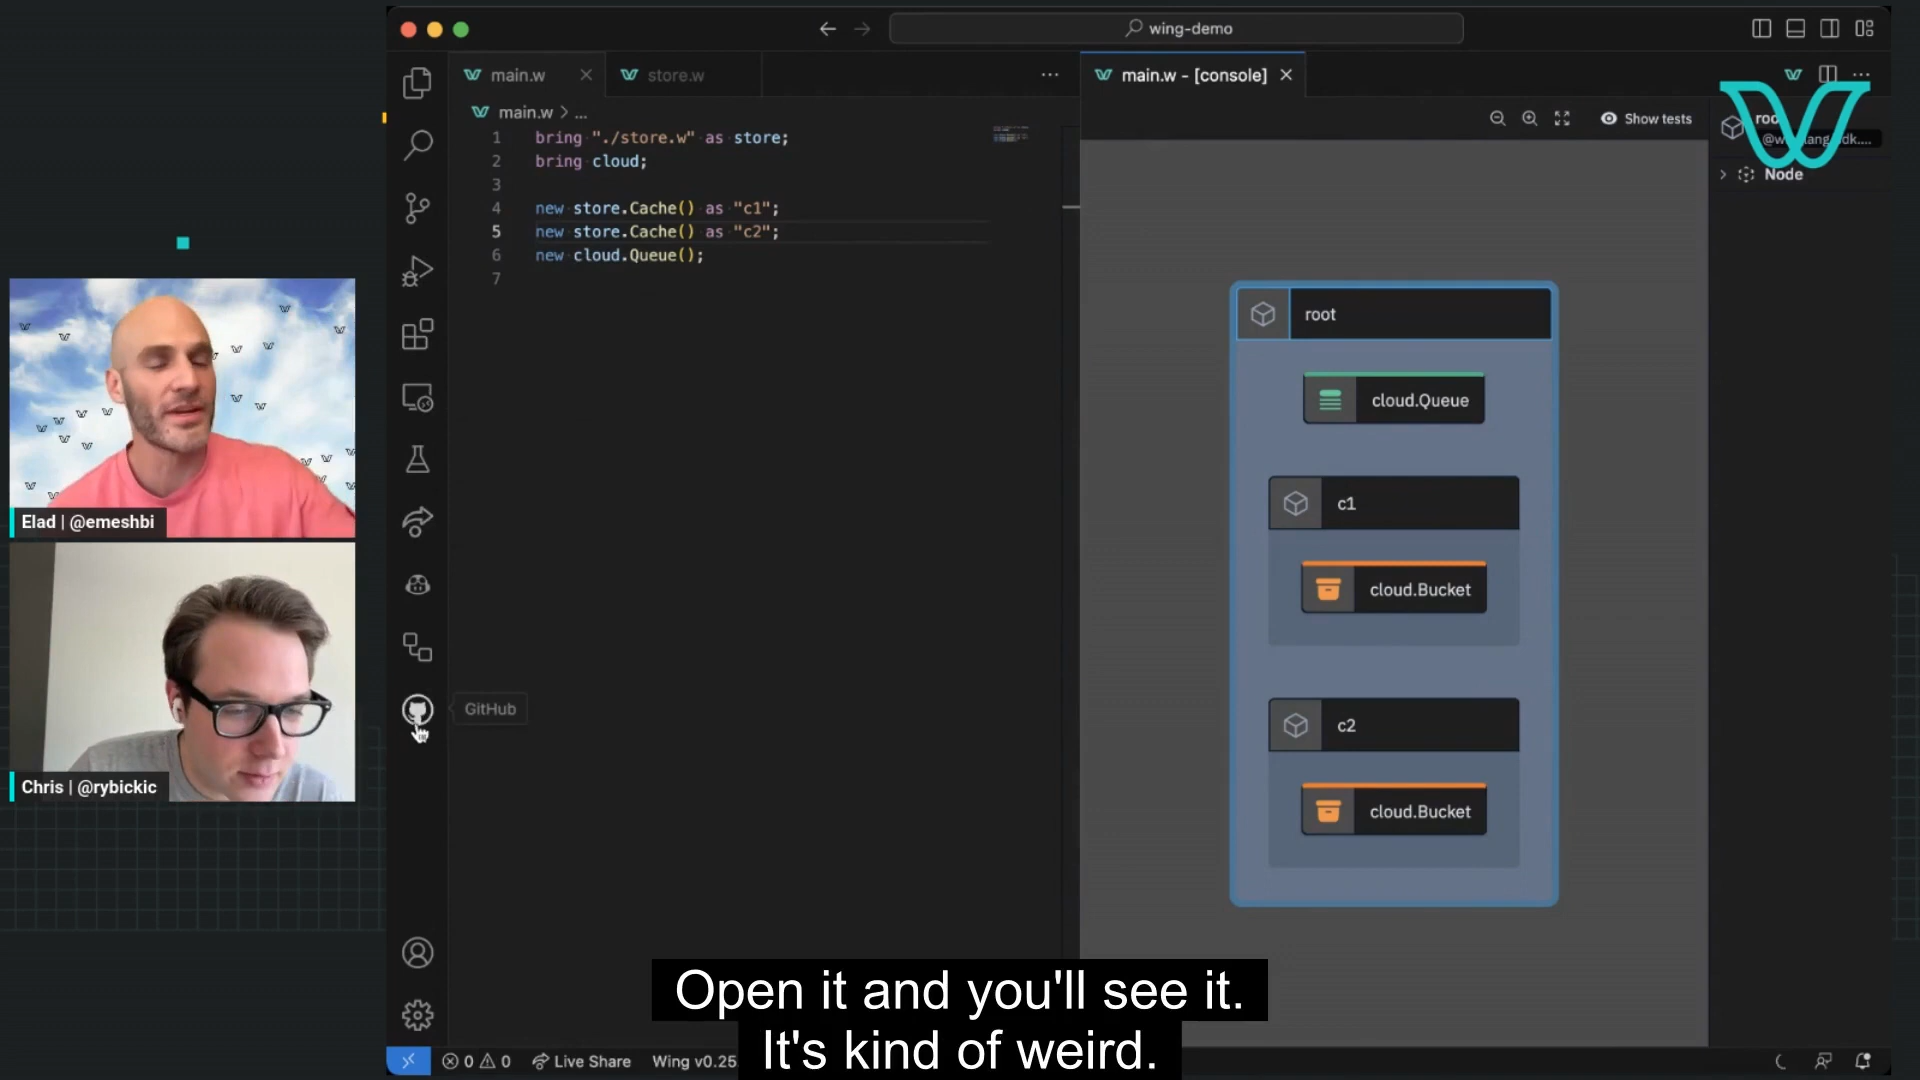 wing-demo
main.w
store.w
main.w - [console]
main.w > ...
Show tests
1 bring "./store.w" as store;
2 bring cloud;
3
4 new store.Cache() as "c1";
5 new store.Cache() as "c2";
6 new cloud.Queue();
7
Node
root
cloud.Queue
c1
cloud.Bucket
c2
cloud.Bucket
Elad | @emeshbi
GitHub
Chris | @rybickic
Open it and you'll see it.
It's kind of weird.
0 0 Live Share Wing v0.25